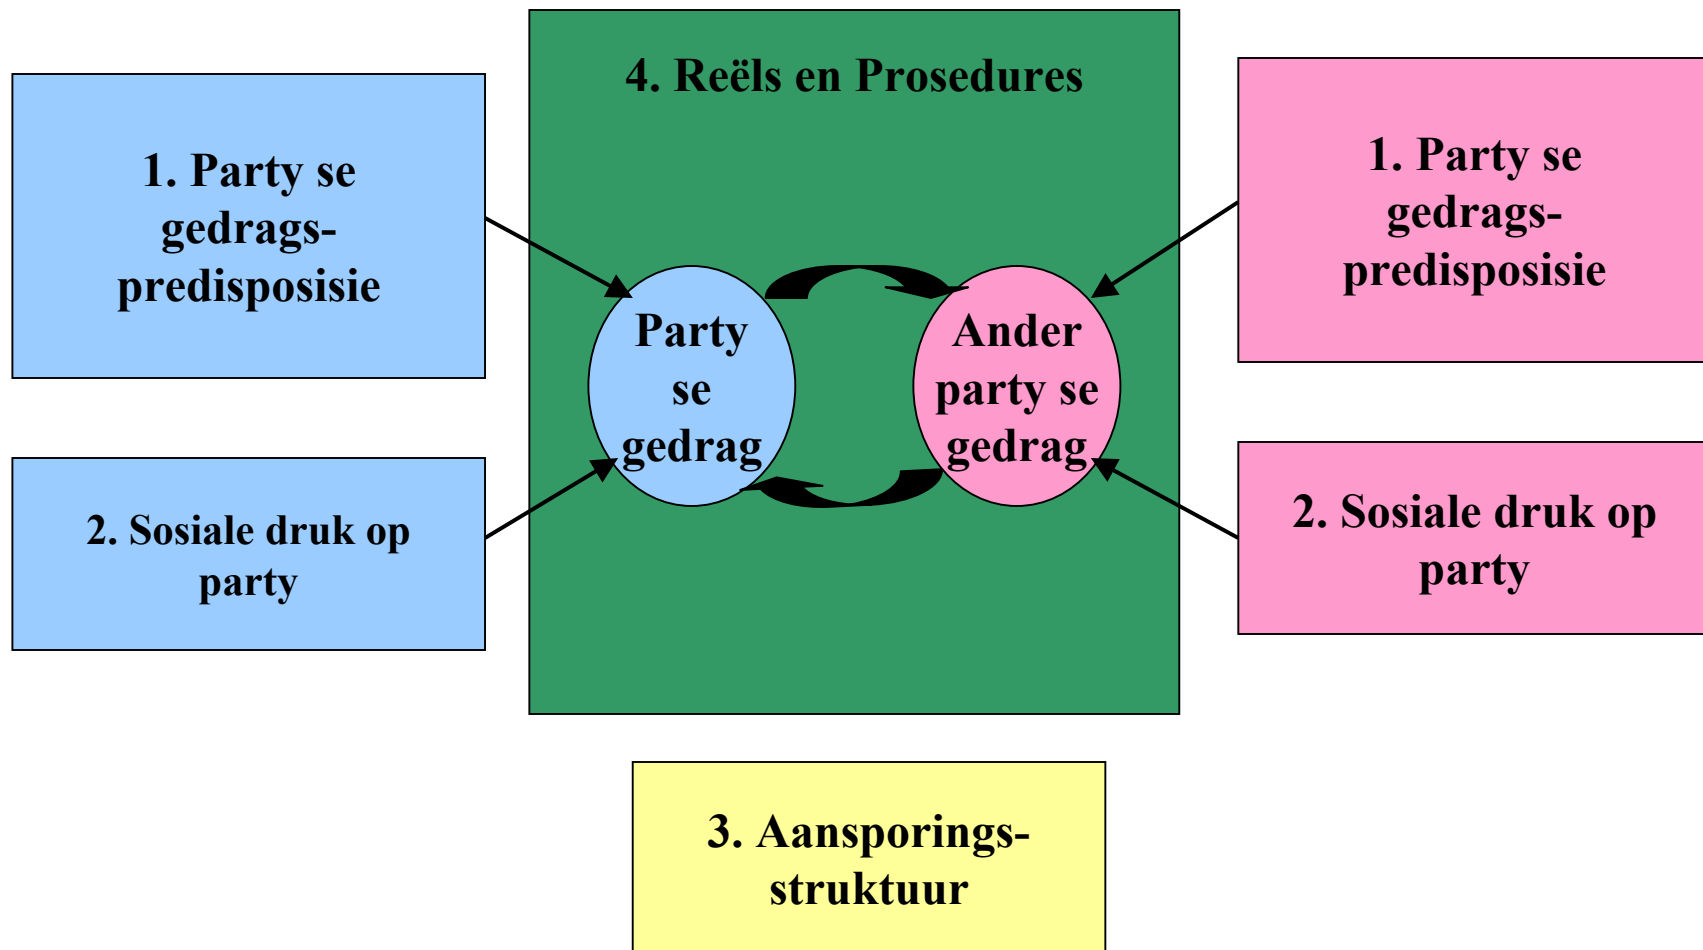 4. Reëls en Prosedures
1. Party se
gedrags-
predisposisie
1. Party se
gedrags-
predisposisie
Party
se
gedrag
Ander
party se
gedrag
2. Sosiale druk op
party
2. Sosiale druk op
party
3. Aansporings-
struktuur